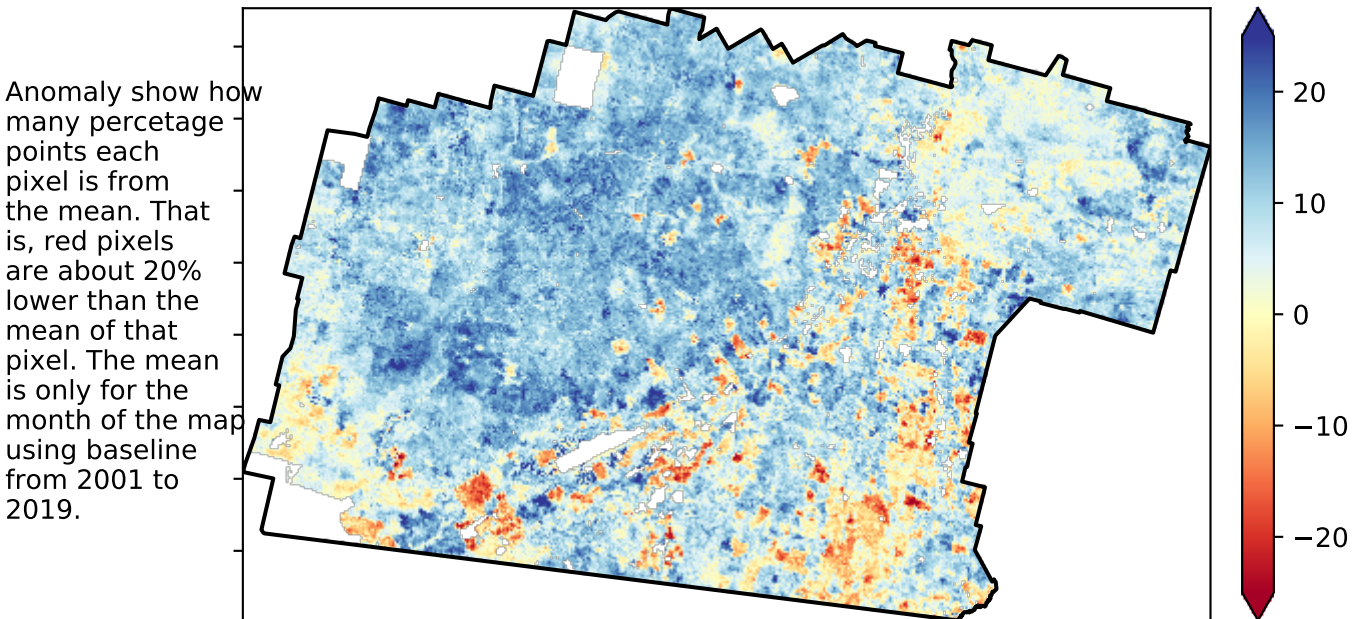 Anomaly show how
many percetage
points each
pixel is from
the mean. That
is, red pixels
are about 20%
lower than the
mean of that
pixel. The mean
is only for the
month of the map
using baseline
from 2001 to
2019.
20
10
0
−10
−20